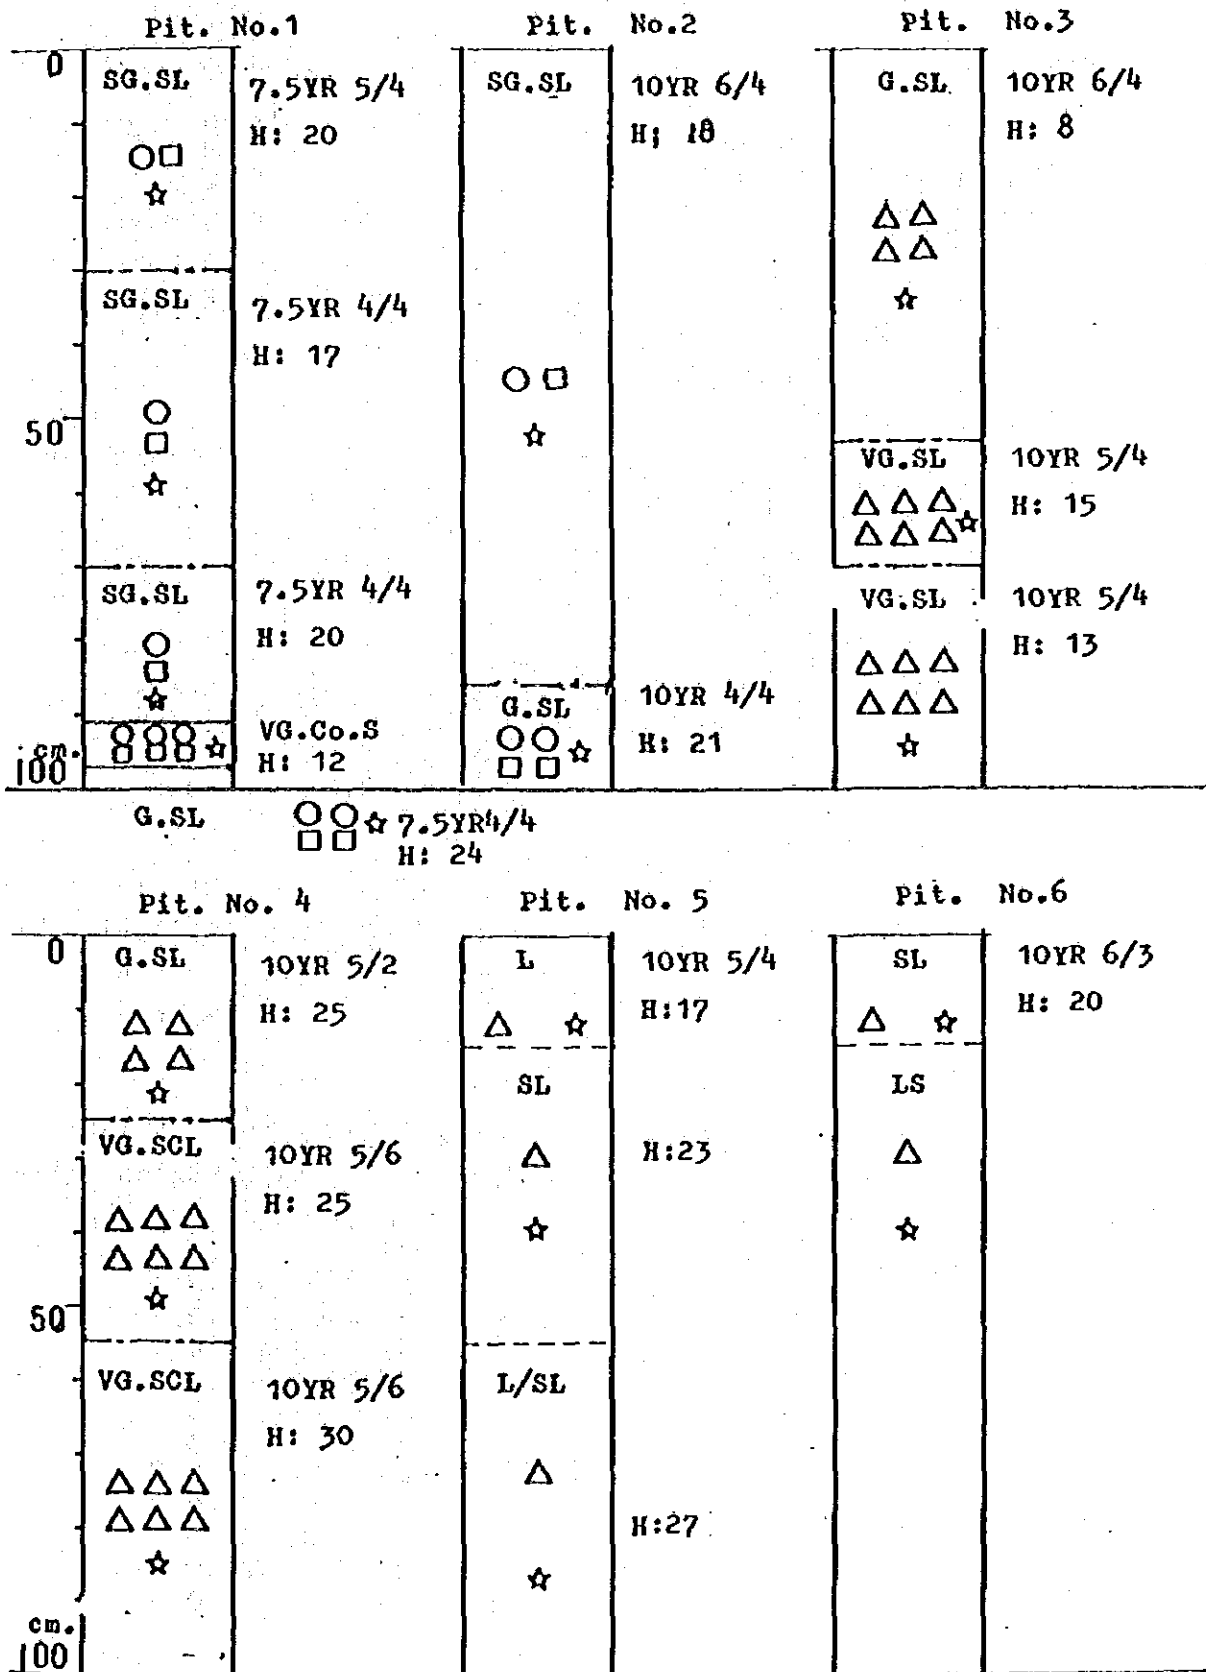 Pit. No.1
0
SG.SL
7.5YR 5/4
H: 20
SG.SL
7.5YR 4/4
H: 17
50
SG.SL
7.5YR 4/4
H: 20
VG.Co.S
H: 12
cm.
100
G.SL
7.5YR4/4
H: 24
Pit. No.2
SG.SL
10YR 6/4
H; 18
G.SL
10YR 4/4
H: 21
Pit. No.3
G.SL
10YR 6/4
H: 8
VG.SL
10YR 5/4
H: 15
VG.SL
10YR 5/4
H: 13
Pit. No. 4
0
G.SL
10YR 5/2
H: 25
VG.SCL
10YR 5/6
H: 25
50
VG.SCL
10YR 5/6
H: 30
cm.
100
Pit. No. 5
L
10YR 5/4
H:17
SL
H:23
L/SL
H:27
Pit. No.6
SL
10YR 6/3
H: 20
LS